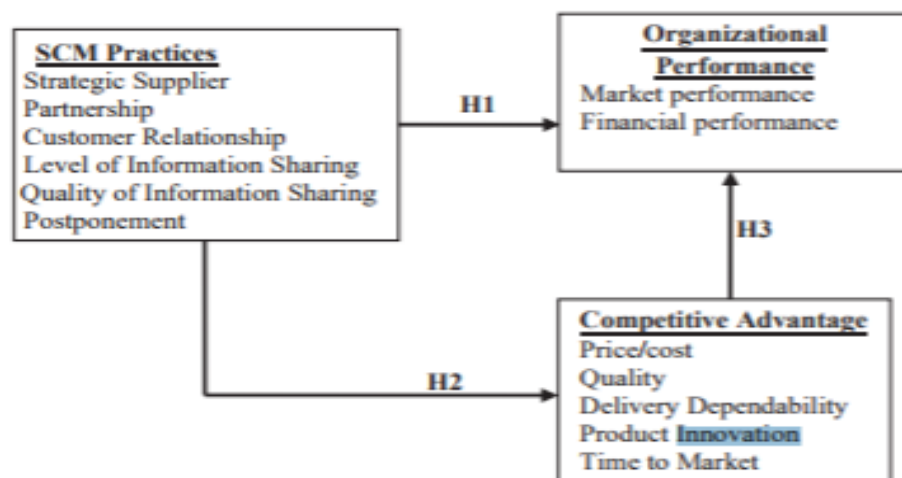 SCM Practices
Strategic Supplier
Partnership
Customer Relationship
Level of Information Sharing
Quality of Information Sharing
Postponement
H1
Organizational
Performance
Market performance
Financial performance
H3
H2
Competitive Advantage
Price/cost
Quality
Delivery Dependability
Product Innovation
Time to Market